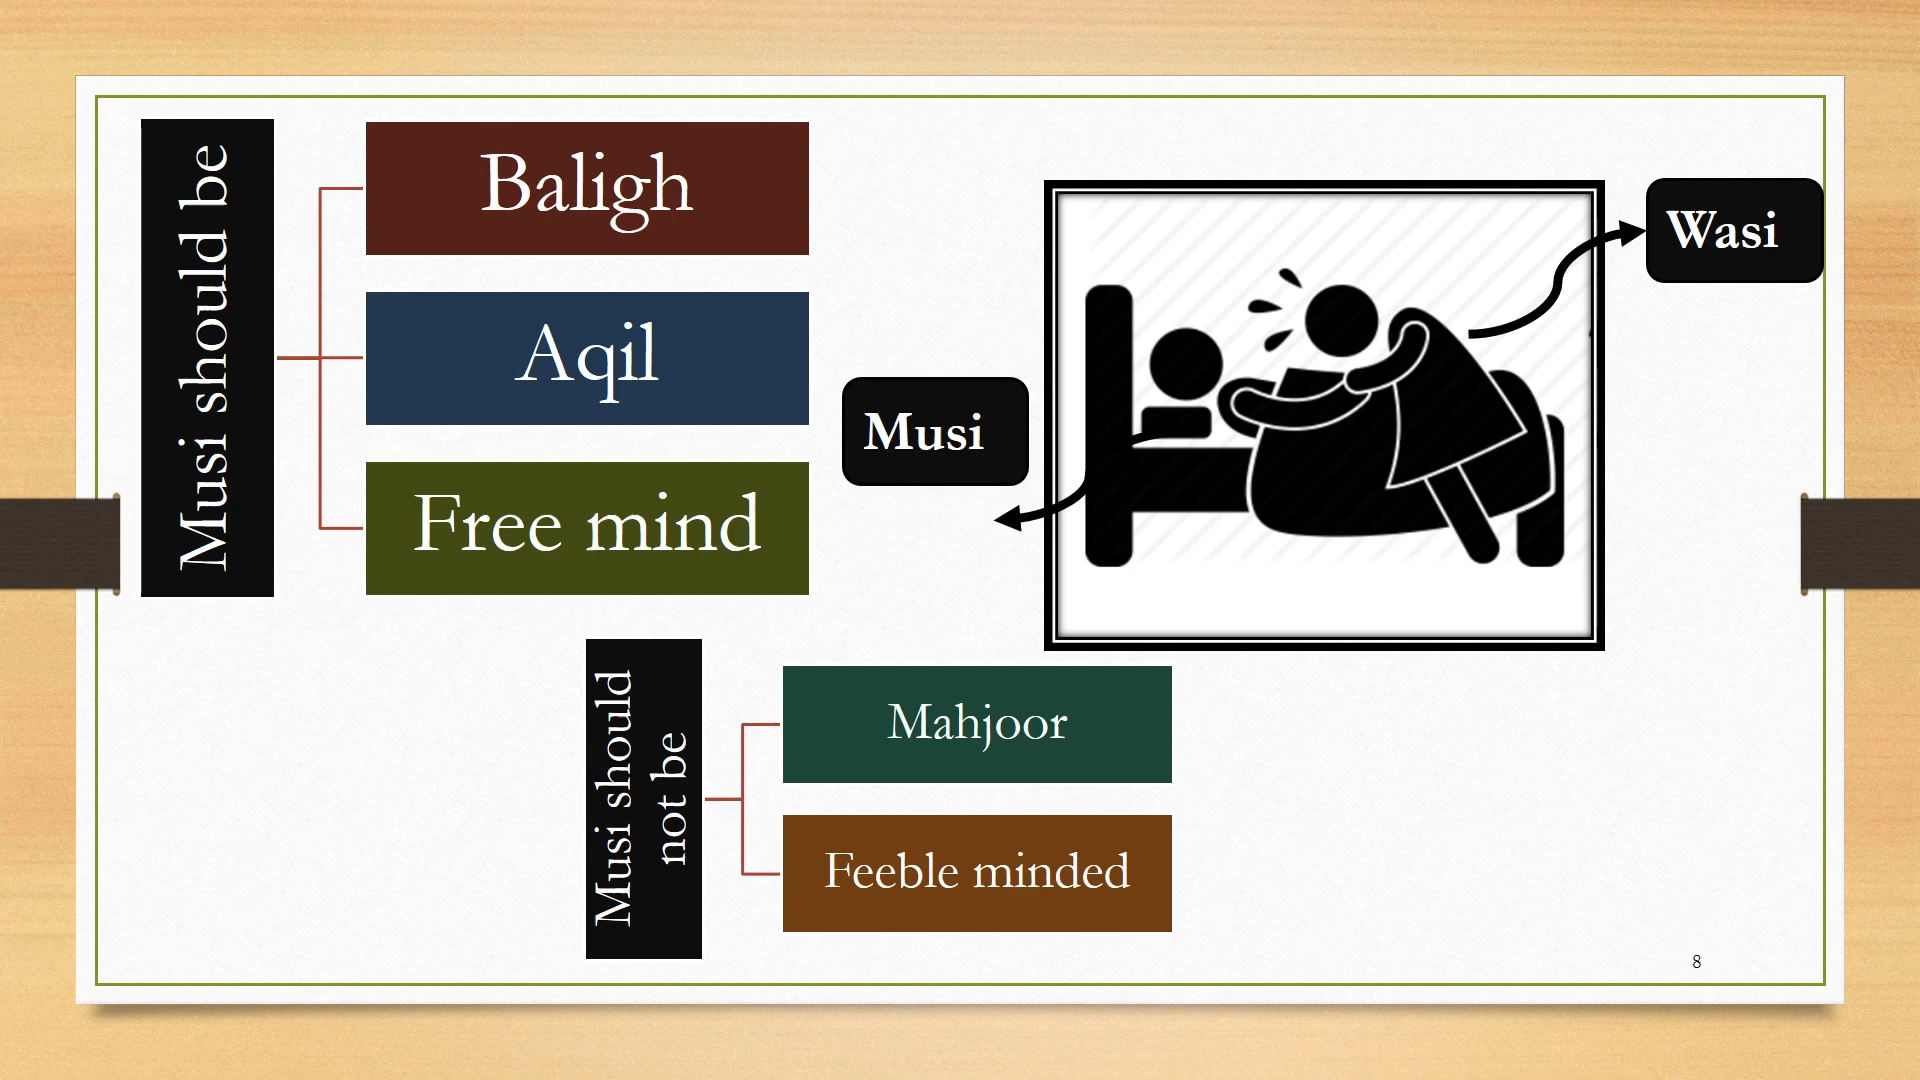 Musi should be
Baligh
Aqil
Free mind
Musi
Wasi
Musi should
not be
Mahjoor
Feeble minded
8